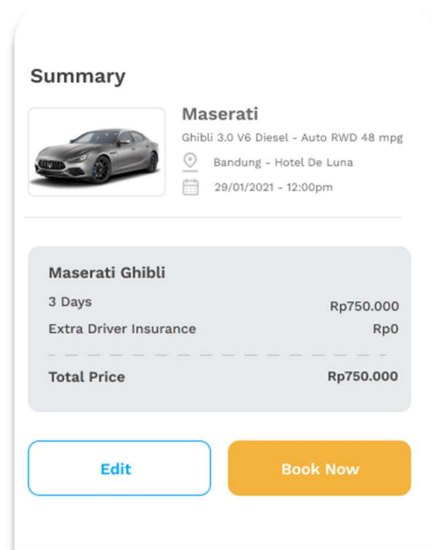 Summary
Maserati
Ghibli 3.0 V6 Diesel - Auto RWD 48 mpg
Bandung - Hotel De Luna
29/01/2021 - 12:00pm
Maserati Ghibli
3 Days Rp750.000
Extra Driver Insurance Rp0
Total Price Rp750.000
Edit Book Now